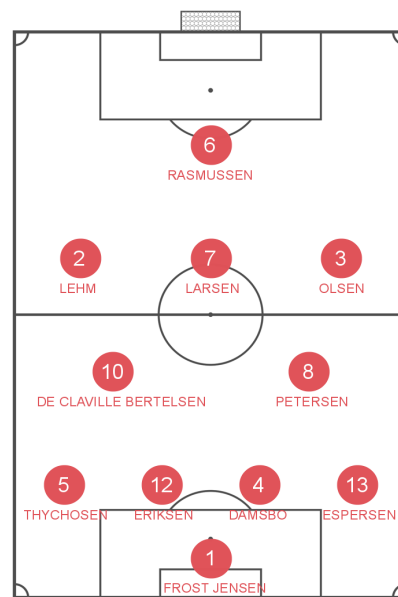 6
RASMUSSEN
2 7 3
LEHM LARSEN OLSEN
10 8
DE CLAVILLE BERTELSEN PETERSEN
5 12 4 13
THYCHOSEN ERIKSEN DAMSBO ESPERSEN
1
FROST JENSEN